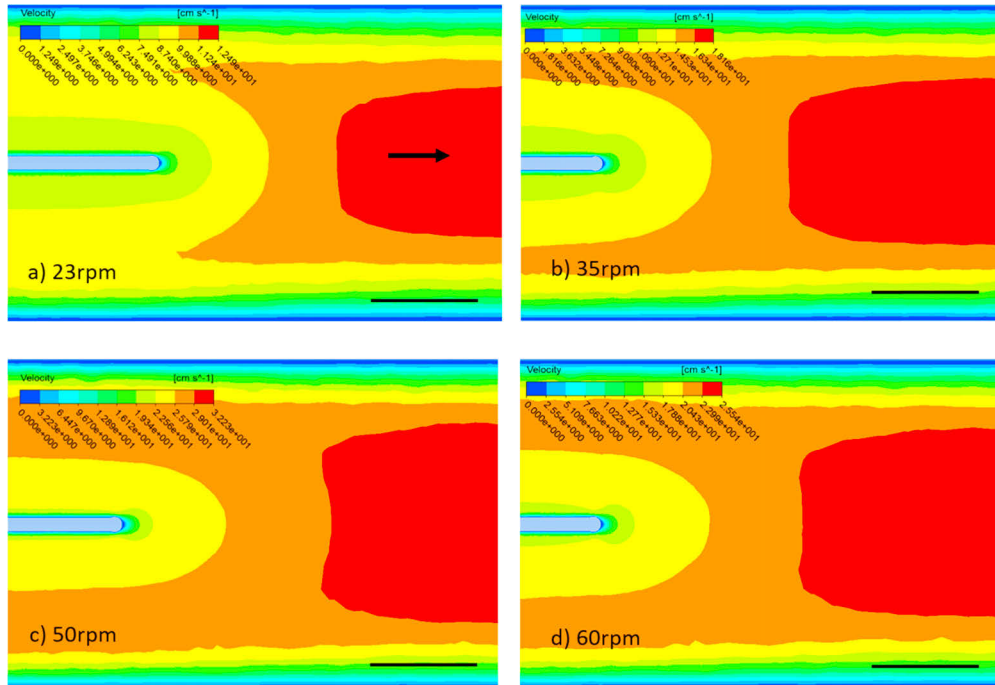 Velocity [cm s^-1]
0.000e+000
1.249e+000
2.497e+000
3.746e+000
4.994e+000
6.243e+000
7.491e+000
8.740e+000
9.988e+000
1.124e+001
1.249e+001
a) 23rpm
Velocity [cm s^-1]
0.000e+000
1.816e+000
3.632e+000
5.448e+000
7.264e+000
9.080e+000
1.090e+001
1.271e+001
1.453e+001
1.634e+001
1.816e+001
b) 35rpm
Velocity [cm s^-1]
0.000e+000
3.223e+000
6.447e+000
9.670e+000
1.289e+001
1.612e+001
1.934e+001
2.256e+001
2.579e+001
2.901e+001
3.223e+001
c) 50rpm
Velocity [cm s^-1]
0.000e+000
2.554e+000
5.109e+000
7.663e+000
1.022e+001
1.277e+001
1.533e+001
1.788e+001
2.043e+001
2.299e+001
2.554e+001
d) 60rpm